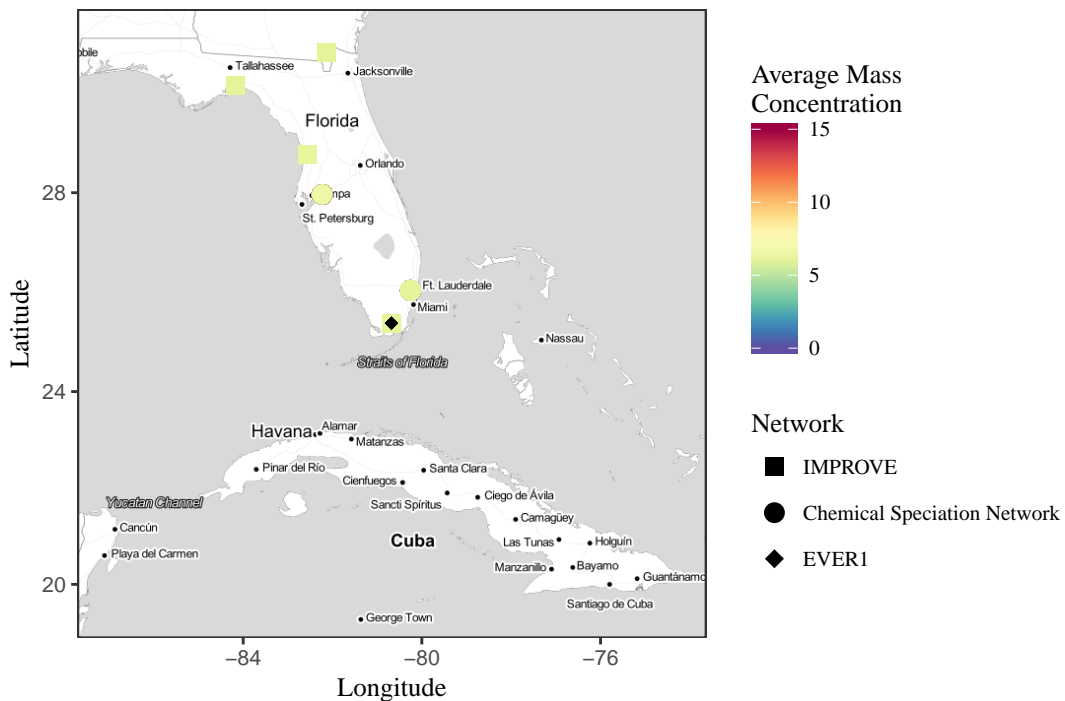 obile
Tallahassee
Jacksonville
Florida
Orlando
mpa
St. Petersburg
Ft. Lauderdale
Miami
Straits of Florida
Nassau
Havana
Alamar
Matanzas
Pinar del Río
Santa Clara
Cienfuegos
Ciego de Ávila
Sancti Spíritus
Yucatan Channel
Camagüey
Cancún
Cuba
Las Tunas
Holguín
Playa del Carmen
Manzanillo
Bayamo
Guantánamo
Santiago de Cuba
George Town
28
24
20
Latitude
−84
−80
−76
Longitude
Average Mass
Concentration
15
10
5
0
Network
IMPROVE
Chemical Speciation Network
EVER1